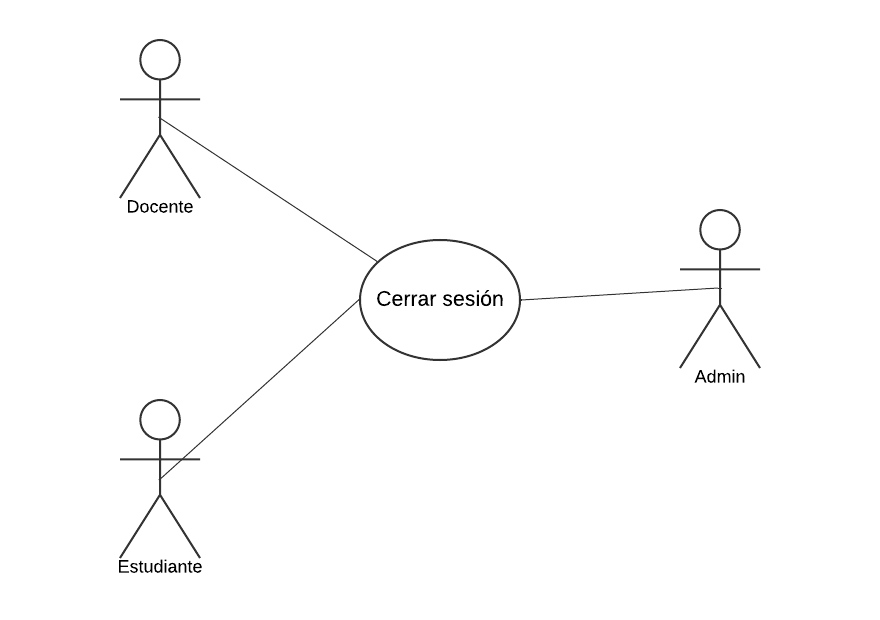 Docente
Cerrar sesión
Admin
Estudiante